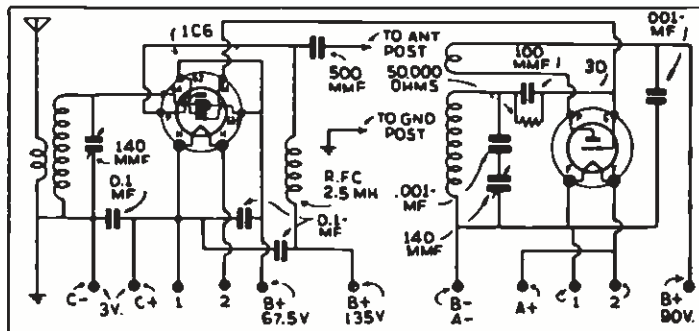 1C6
TO ANT
POST
500
MMF
50,000
OHMS
100
MMF
30
.001-
MF
140
MMF
0.1
MF
TO GND
POST
R.FC
2.5 MH
0.1-
MF
.001-
MF
140
MMF
C-
3V.
C+
1
2
B+
67.5V
B+
135V
B-
A-
A+
1
2
B+
90V.